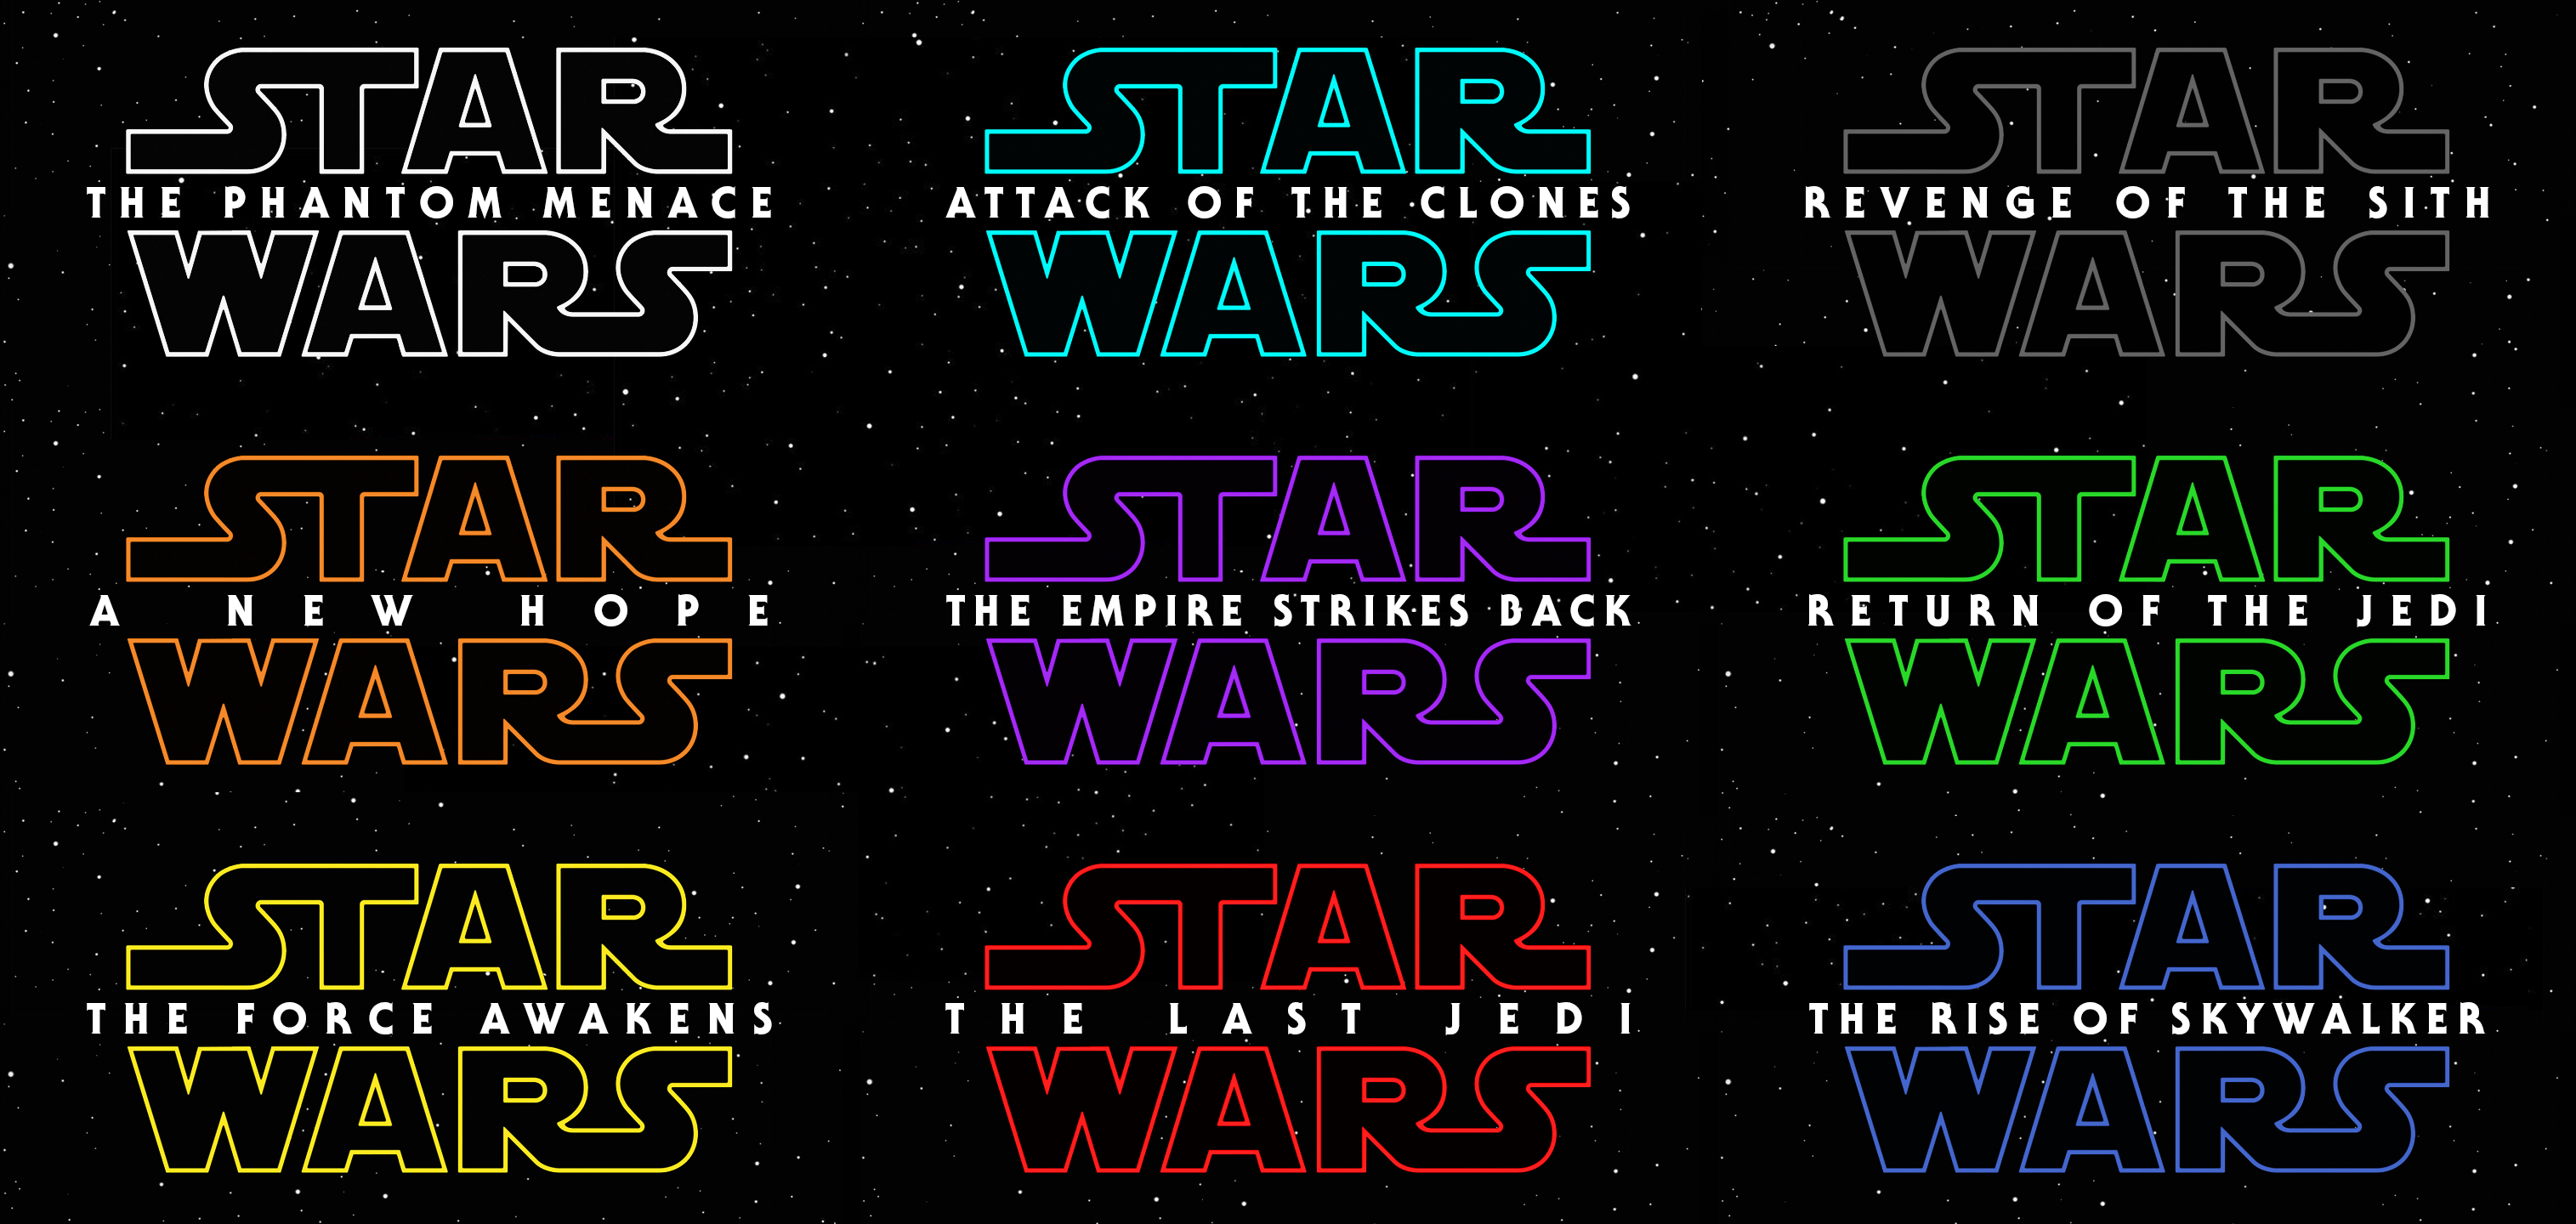 STAR
THE PHANTOM MENACE
WARS
STAR
ATTACK OF THE CLONES
WARS
STAR
REVENGE OF THE SITH
WARS
STAR
A NEW HOPE
WARS
STAR
THE EMPIRE STRIKES BACK
WARS
STAR
RETURN OF THE JEDI
WARS
STAR
THE FORCE AWAKENS
WARS
STAR
THE LAST JEDI
WARS
STAR
THE RISE OF SKYWALKER
WARS